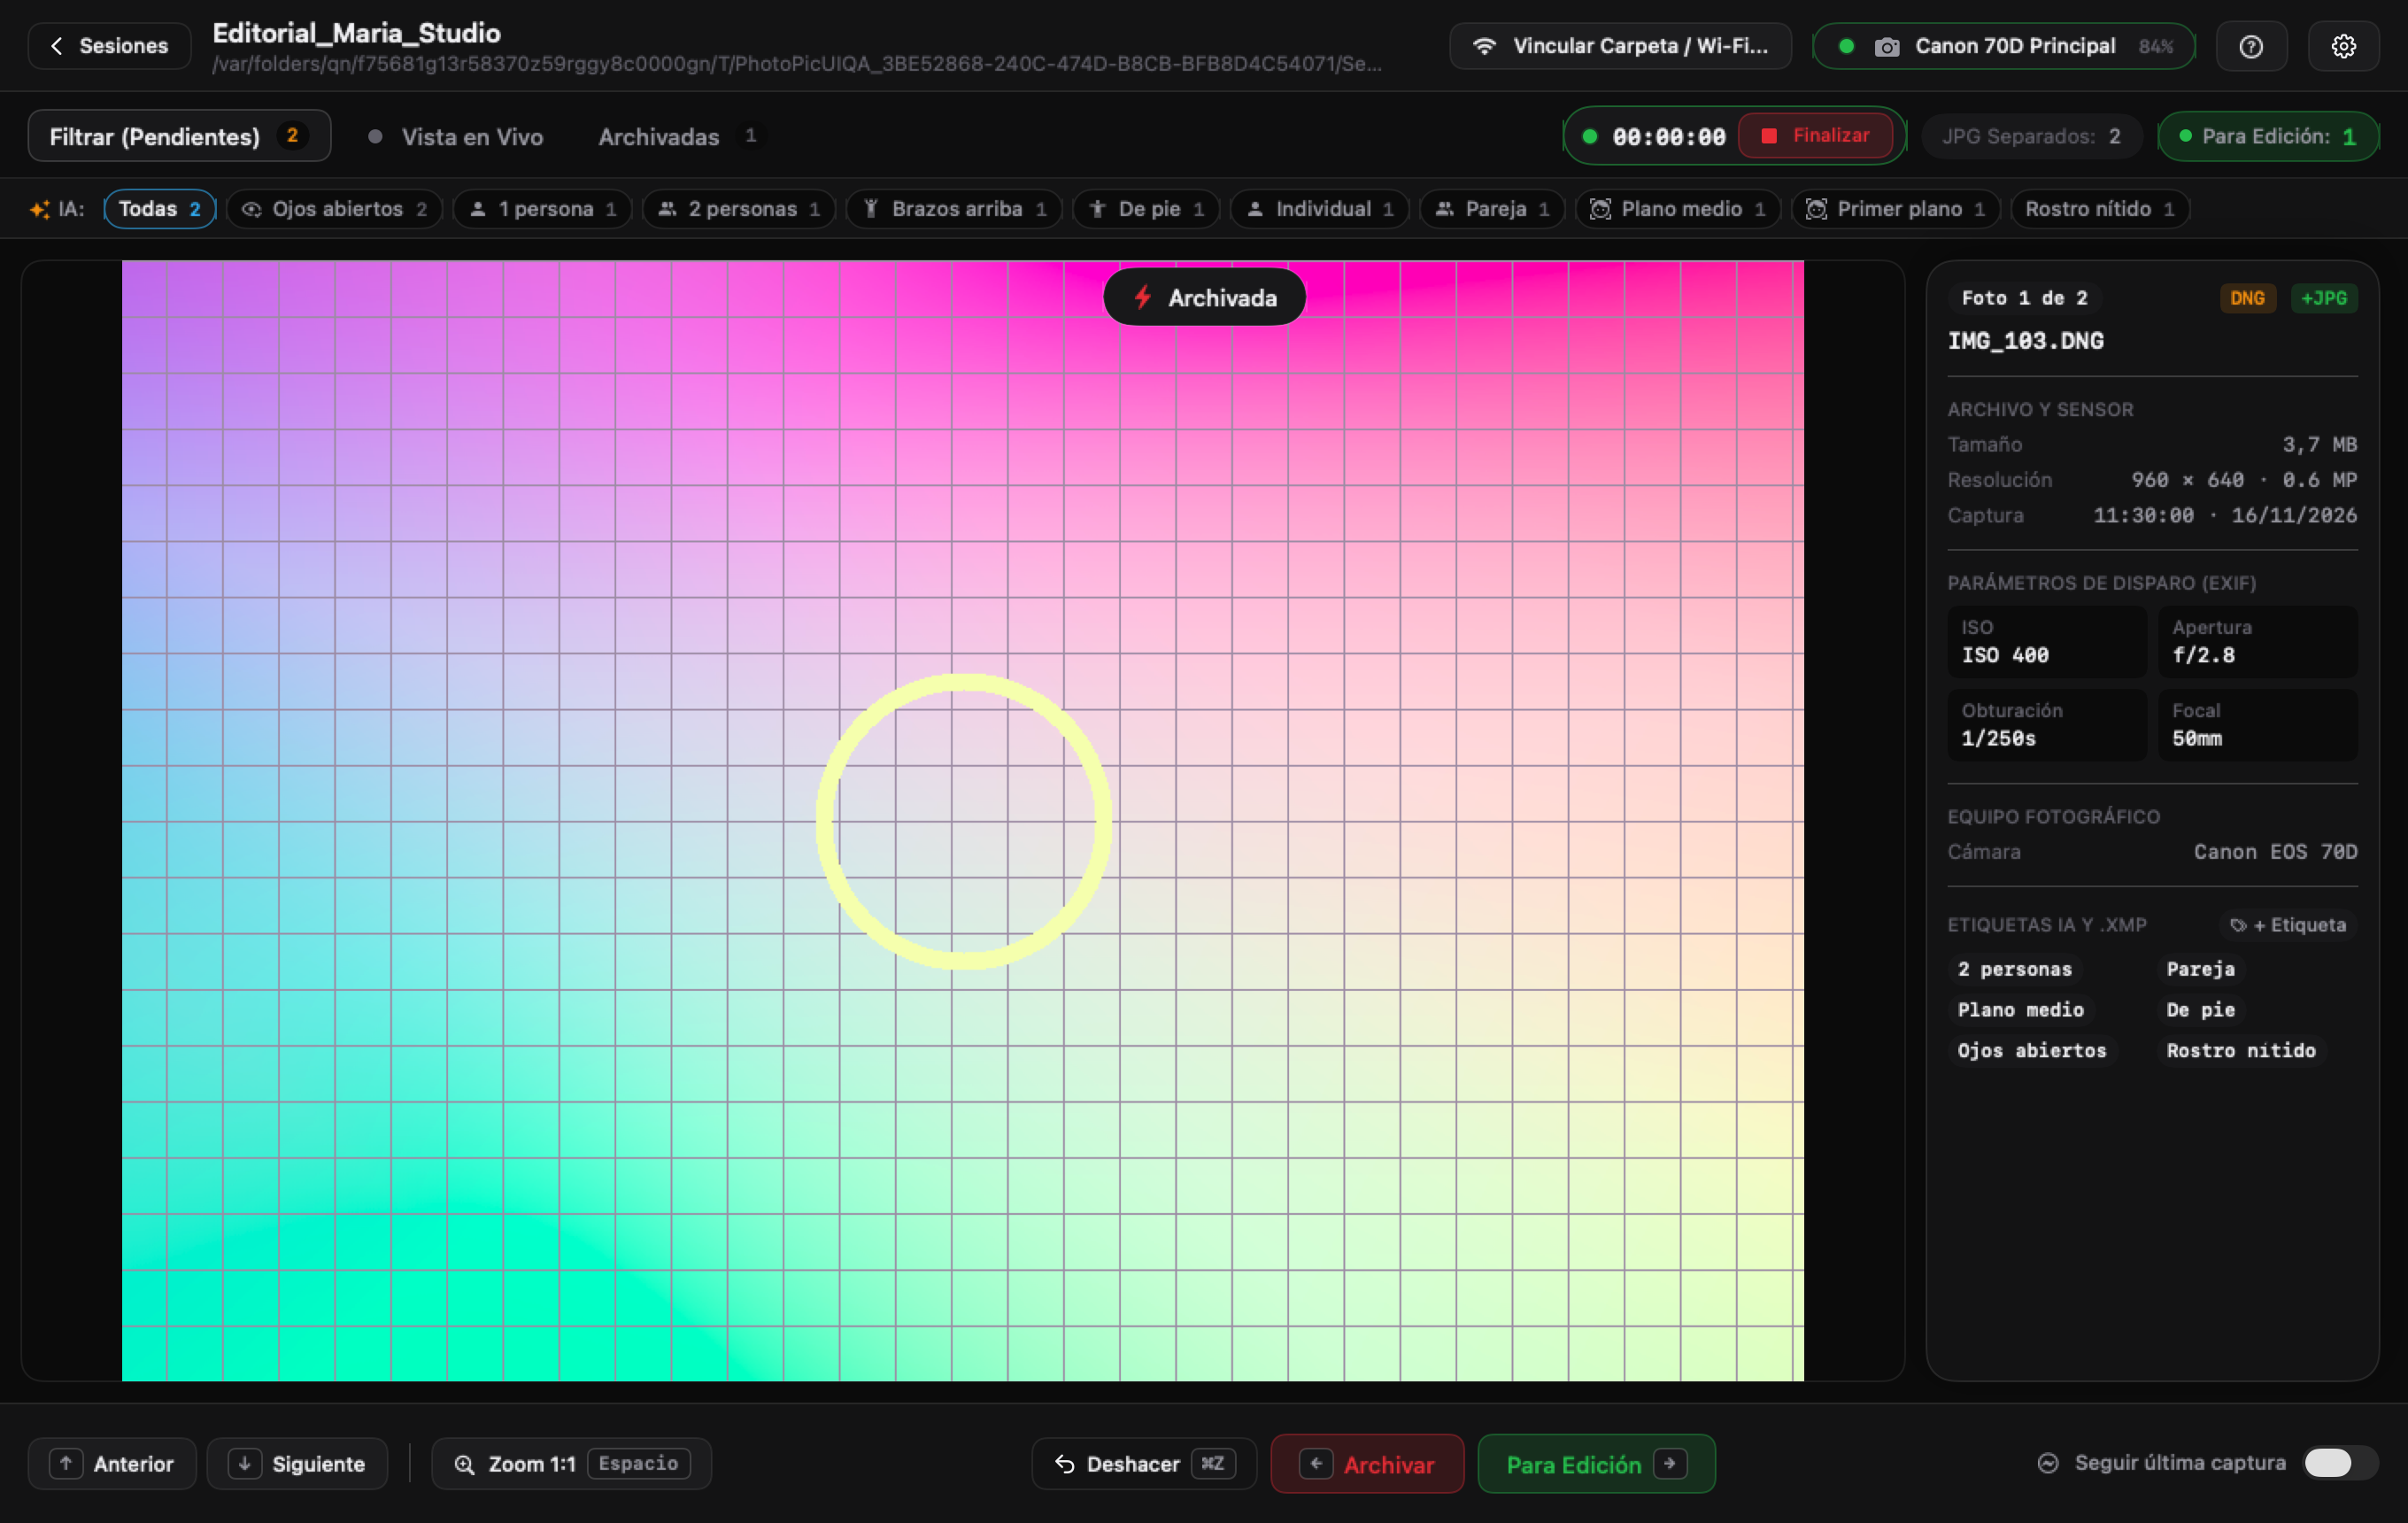 Sesiones
Editorial_Maria_Studio
/var/folders/qn/f75681g13r58370z59rggy8c0000gn/T/PhotoPicUIQA_3BE52868-240C-474D-B8CB-BFB8D4C54071/Se...
Vincular Carpeta / Wi-Fi...
Canon 70D Principal 84%
Filtrar (Pendientes) 2
Vista en Vivo
Archivadas 1
00:00:00
Finalizar
JPG Separados: 2
Para Edición: 1
IA:
Todas 2
Ojos abiertos 2
1 persona 1
2 personas 1
Brazos arriba 1
De pie 1
Individual 1
Pareja 1
Plano medio 1
Primer plano 1
Rostro nítido 1
Archivada
Foto 1 de 2
DNG
+JPG
IMG_103.DNG
ARCHIVO Y SENSOR
Tamaño 3,7 MB
Resolución 960 × 640 · 0.6 MP
Captura 11:30:00 · 16/11/2026
PARÁMETROS DE DISPARO (EXIF)
ISO
ISO 400
Apertura
f/2.8
Obturación
1/250s
Focal
50mm
EQUIPO FOTOGRÁFICO
Cámara Canon EOS 70D
ETIQUETAS IA Y .XMP
+ Etiqueta
2 personas
Pareja
Plano medio
De pie
Ojos abiertos
Rostro nítido
↑ Anterior
↓ Siguiente
Zoom 1:1 Espacio
Deshacer ⌘Z
← Archivar
Para Edición →
Seguir última captura